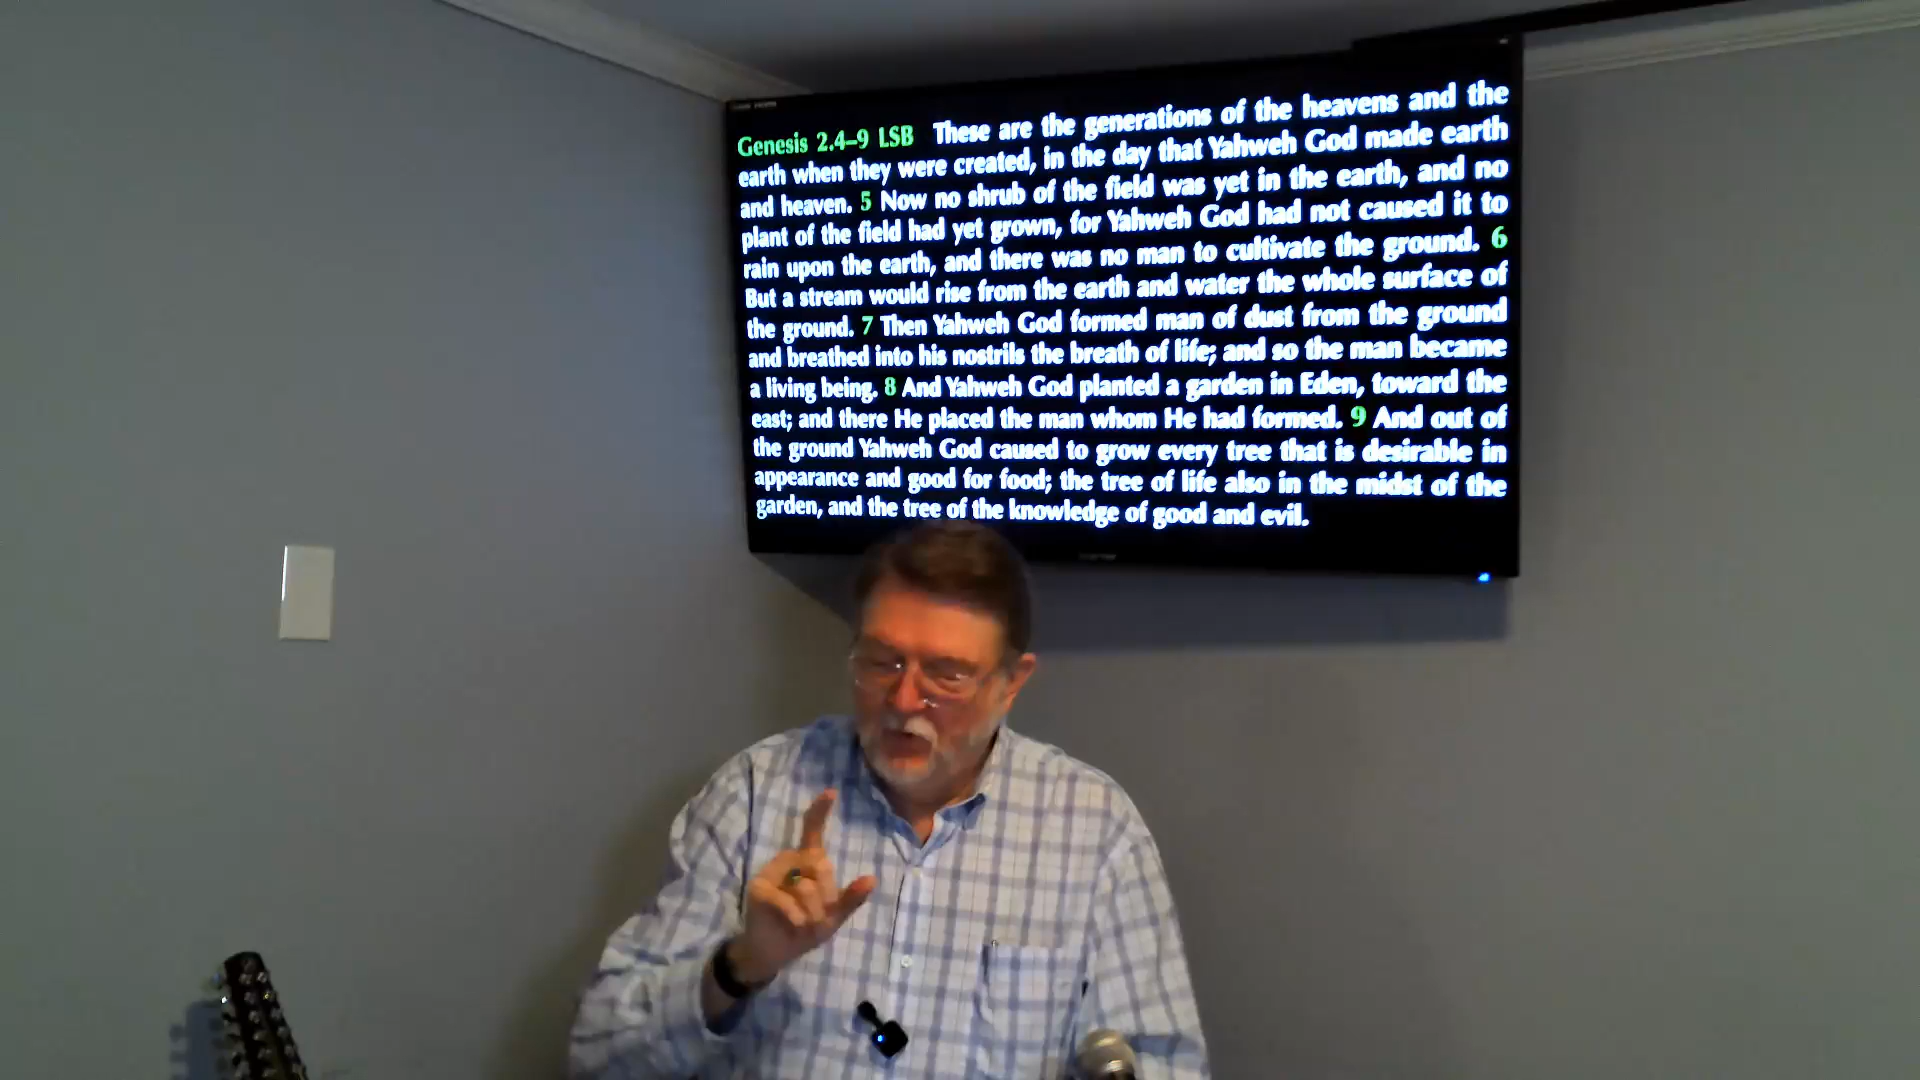 Genesis 2.4–9 LSB These are the generations of the heavens and the
earth when they were created, in the day that Yahweh God made earth
and heaven. 5 Now no shrub of the field was yet in the earth, and no
plant of the field had yet grown, for Yahweh God had not caused it to
rain upon the earth, and there was no man to cultivate the ground. 6
But a stream would rise from the earth and water the whole surface of
the ground. 7 Then Yahweh God formed man of dust from the ground
and breathed into his nostrils the breath of life; and so the man became
a living being. 8 And Yahweh God planted a garden in Eden, toward the
east; and there He placed the man whom He had formed. 9 And out of
the ground Yahweh God caused to grow every tree that is desirable in
appearance and good for food; the tree of life also in the midst of the
garden, and the tree of the knowledge of good and evil.